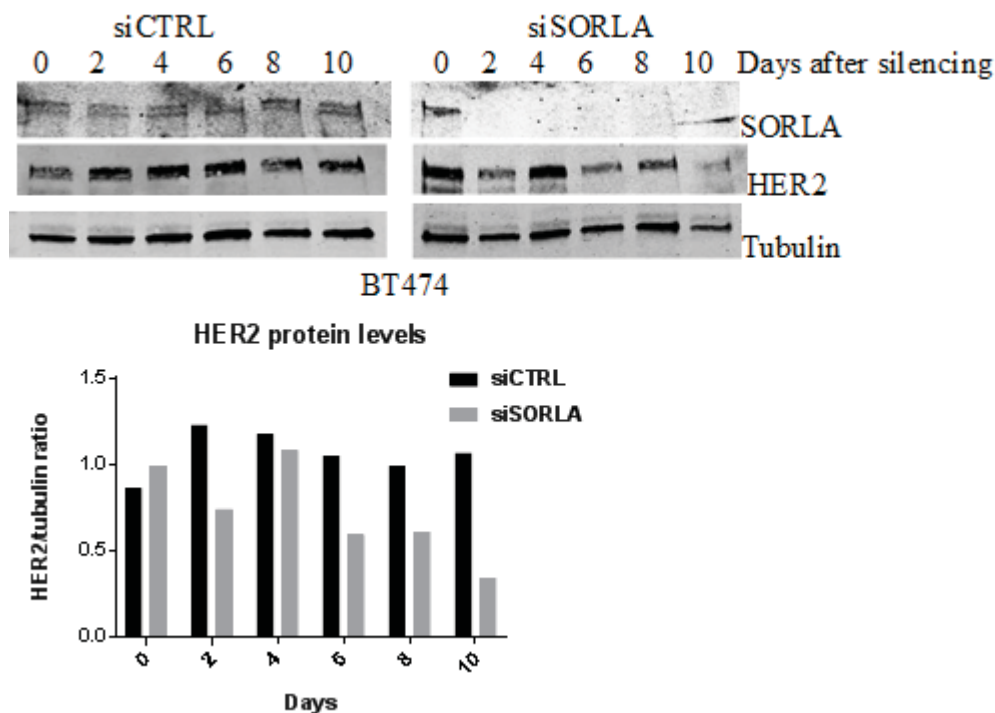 siCTRL siSORLA
0 2 4 6 8 10 0 2 4 6 8 10 Days after silencing
SORLA
HER2
Tubulin
BT474
HER2 protein levels
siCTRL
siSORLA
HER2/tubulin ratio
1.5
1.0
0.5
0.0
0 2 4 6 8 10
Days